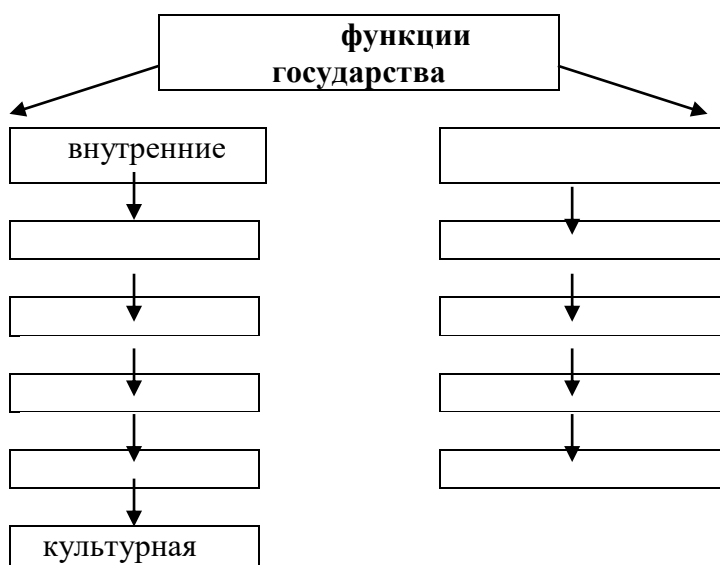 функции
государства
внутренние
культурная